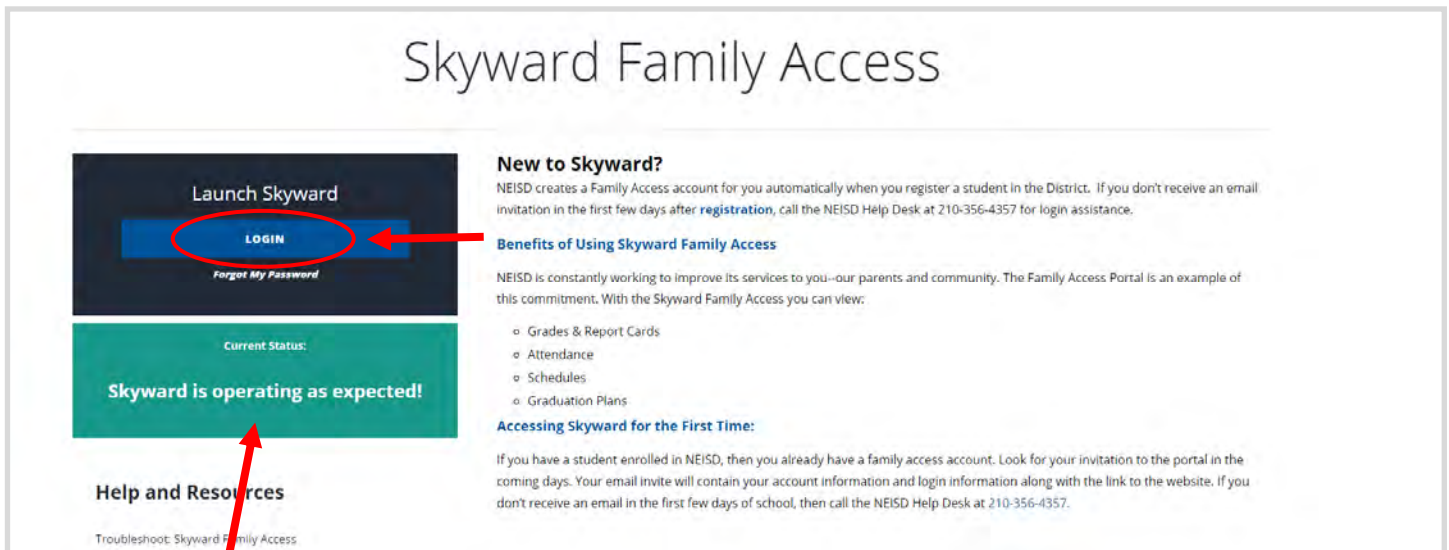 Skyward Family Access
Launch Skyward
LOGIN
Forgot My Password
Current Status:
Skyward is operating as expected!
Help and Resources
Troubleshoot: Skyward Family Access
New to Skyward?
NEISD creates a Family Access account for you automatically when you register a student in the District. If you don't receive an email
invitation in the first few days after registration, call the NEISD Help Desk at 210-356-4357 for login assistance.
Benefits of Using Skyward Family Access
NEISD is constantly working to improve its services to you--our parents and community. The Family Access Portal is an example of
this commitment. With the Skyward Family Access you can view:
Grades & Report Cards
Attendance
Schedules
Graduation Plans
Accessing Skyward for the First Time:
If you have a student enrolled in NEISD, then you already have a family access account. Look for your invitation to the portal in the
coming days. Your email invite will contain your account information and login information along with the link to the website. If you
don't receive an email in the first few days of school, then call the NEISD Help Desk at 210-356-4357.